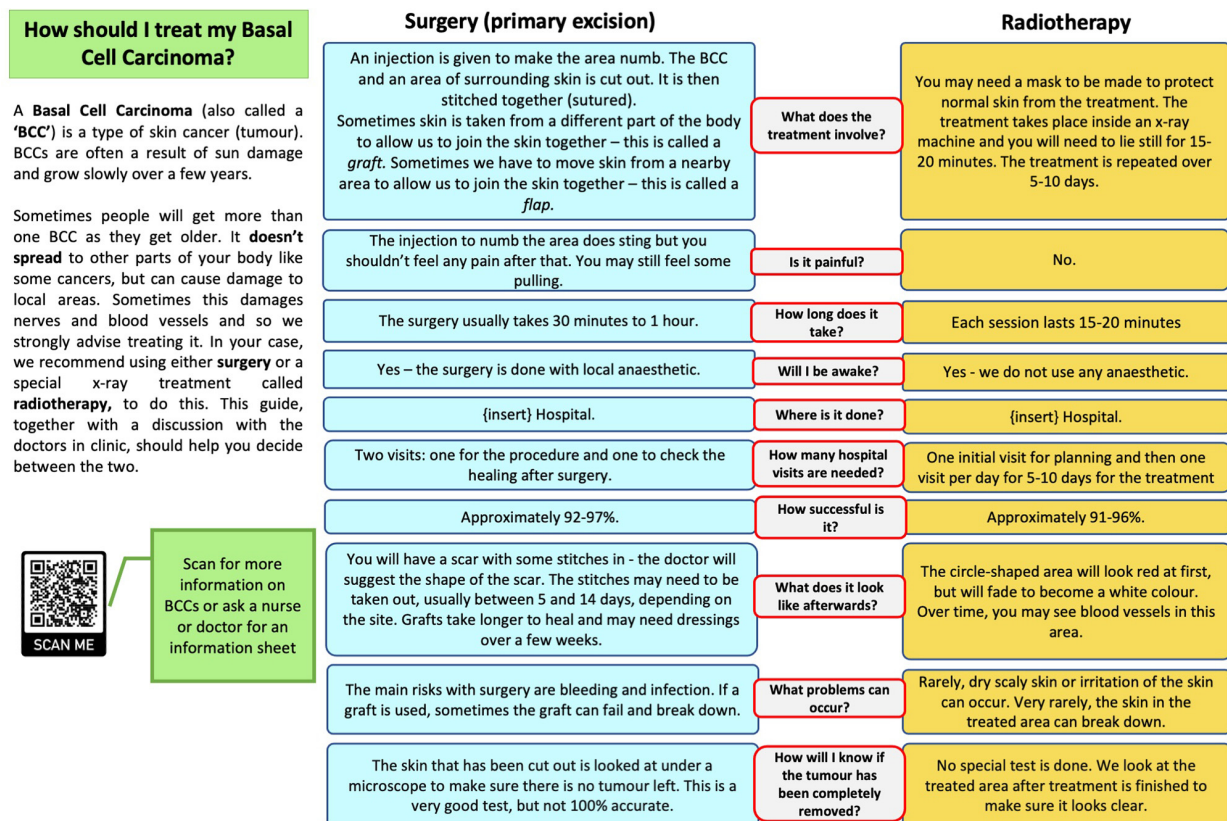 How should I treat my Basal
Cell Carcinoma?
A Basal Cell Carcinoma (also called a
‘BCC’) is a type of skin cancer (tumour).
BCCs are often a result of sun damage
and grow slowly over a few years.
Sometimes people will get more than
one BCC as they get older. It doesn’t
spread to other parts of your body like
some cancers, but can cause damage to
local areas. Sometimes this damages
nerves and blood vessels and so we
strongly advise treating it. In your case,
we recommend using either surgery or a
special x-ray treatment called
radiotherapy, to do this. This guide,
together with a discussion with the
doctors in clinic, should help you decide
between the two.
SCAN ME
Scan for more
information on
BCCs or ask a nurse
or doctor for an
information sheet
Surgery (primary excision)
Radiotherapy
An injection is given to make the area numb. The BCC
and an area of surrounding skin is cut out. It is then
stitched together (sutured).
Sometimes skin is taken from a different part of the body
to allow us to join the skin together – this is called a
graft. Sometimes we have to move skin from a nearby
area to allow us to join the skin together – this is called a
flap.
What does the
treatment involve?
You may need a mask to be made to protect
normal skin from the treatment. The
treatment takes place inside an x-ray
machine and you will need to lie still for 15-
20 minutes. The treatment is repeated over
5-10 days.
The injection to numb the area does sting but you
shouldn’t feel any pain after that. You may still feel some
pulling.
Is it painful?
No.
The surgery usually takes 30 minutes to 1 hour.
How long does it
take?
Each session lasts 15-20 minutes
Yes – the surgery is done with local anaesthetic.
Will I be awake?
Yes - we do not use any anaesthetic.
{insert} Hospital.
Where is it done?
{insert} Hospital.
Two visits: one for the procedure and one to check the
healing after surgery.
How many hospital
visits are needed?
One initial visit for planning and then one
visit per day for 5-10 days for the treatment
Approximately 92-97%.
How successful is
it?
Approximately 91-96%.
You will have a scar with some stitches in - the doctor will
suggest the shape of the scar. The stitches may need to be
taken out, usually between 5 and 14 days, depending on
the site. Grafts take longer to heal and may need dressings
over a few weeks.
What does it look
like afterwards?
The circle-shaped area will look red at first,
but will fade to become a white colour.
Over time, you may see blood vessels in this
area.
The main risks with surgery are bleeding and infection. If a
graft is used, sometimes the graft can fail and break down.
What problems can
occur?
Rarely, dry scaly skin or irritation of the skin
can occur. Very rarely, the skin in the
treated area can break down.
The skin that has been cut out is looked at under a
microscope to make sure there is no tumour left. This is a
very good test, but not 100% accurate.
How will I know if
the tumour has
been completely
removed?
No special test is done. We look at the
treated area after treatment is finished to
make sure it looks clear.